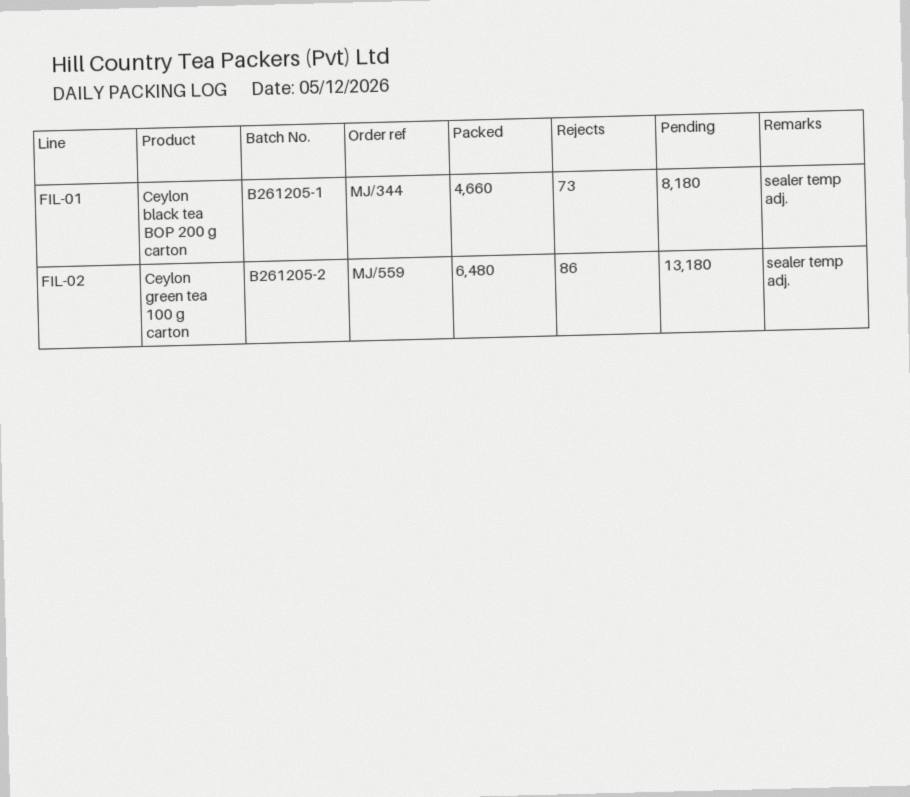 Hill Country Tea Packers (Pvt) Ltd
DAILY PACKING LOG Date: 05/12/2026
Line Product Batch No. Order ref Packed Rejects Pending Remarks
FIL-01 Ceylon black tea BOP 200 g carton B261205-1 MJ/344 4,660 73 8,180 sealer temp adj.
FIL-02 Ceylon green tea 100 g carton B261205-2 MJ/559 6,480 86 13,180 sealer temp adj.